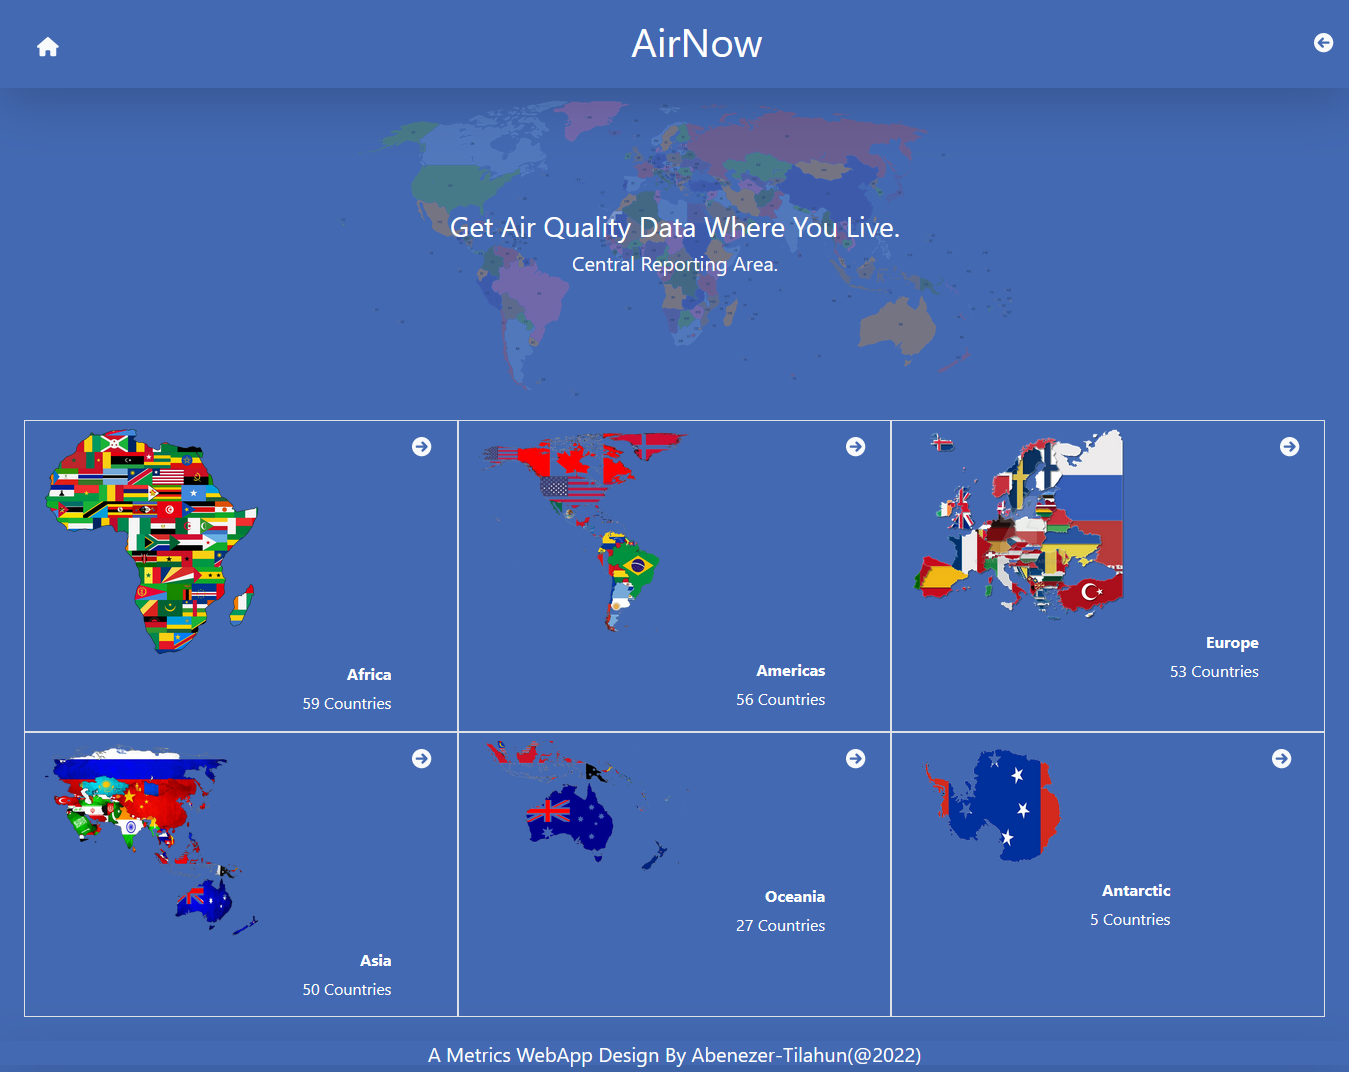 AirNow
Get Air Quality Data Where You Live.
Central Reporting Area.
Africa
59 Countries
Americas
56 Countries
Europe
53 Countries
Asia
50 Countries
Oceania
27 Countries
Antarctic
5 Countries
A Metrics WebApp Design By Abenezer-Tilahun(@2022)